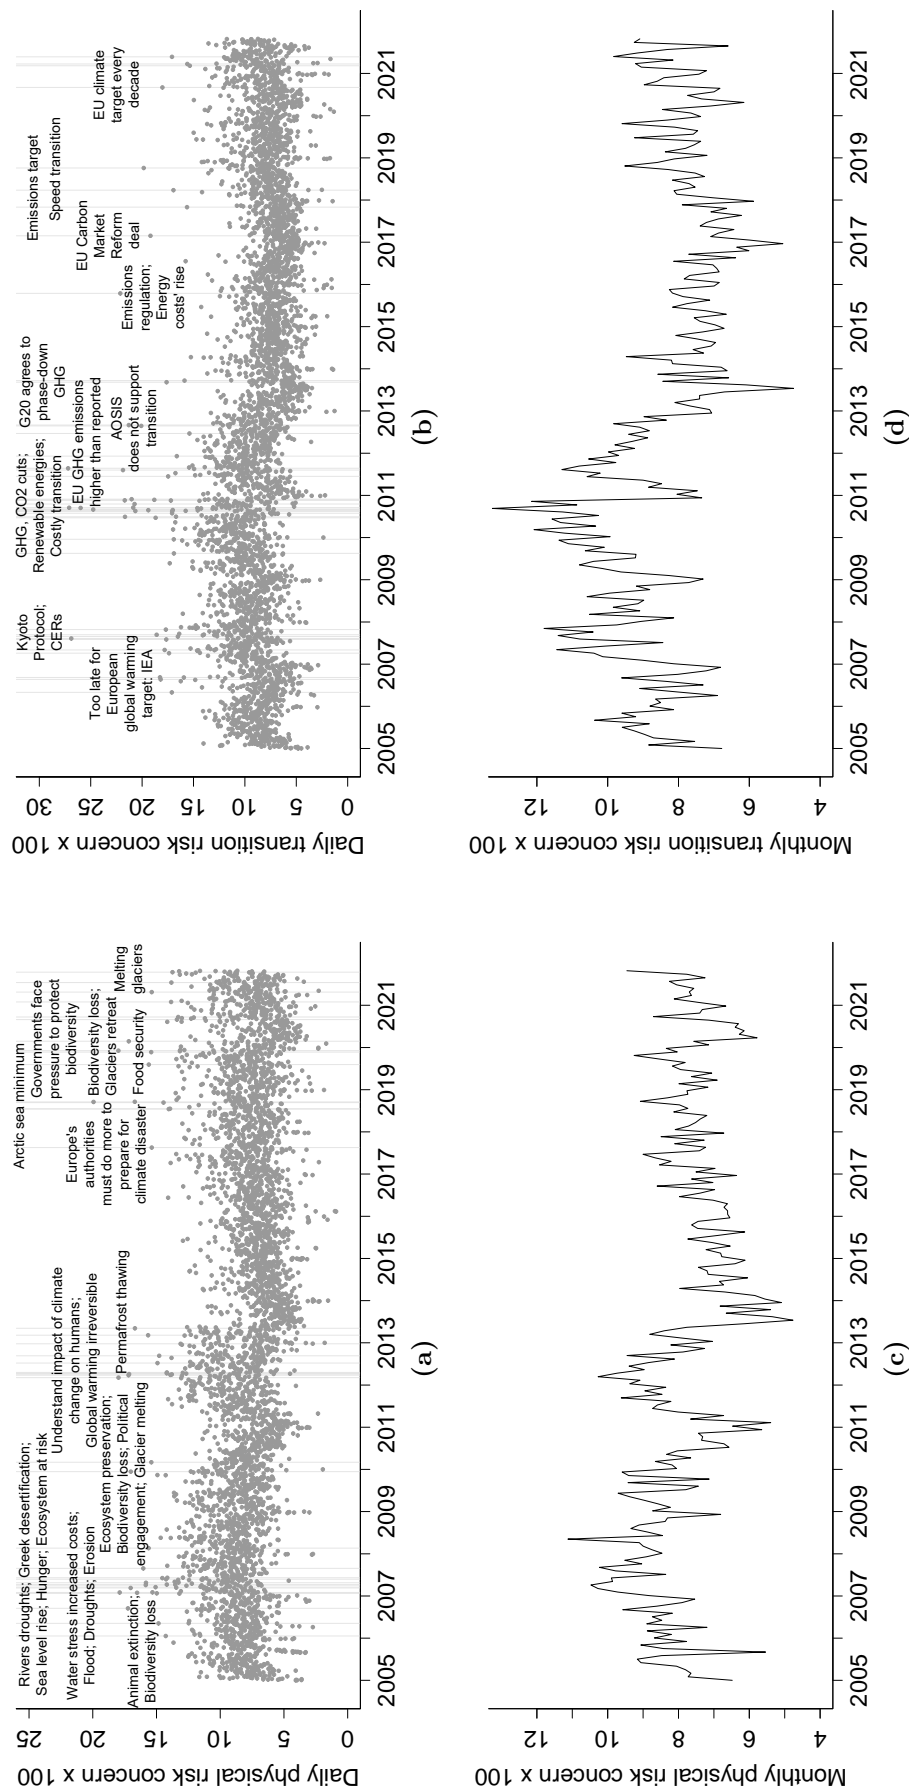 Daily physical risk concern x 100
25
20
15
10
5
0
Rivers droughts; Greek desertification;
Sea level rise; Hunger; Ecosystem at risk
Water stress increased costs;
Flood; Droughts; Erosion
Animal extinction;
Biodiversity loss
Understand impact of climate
change on humans;
Global warming irreversible
Ecosystem preservation;
Biodiversity loss; Political
engagement; Glacier melting
Permafrost thawing
Arctic sea minimum
Governments face
pressure to protect
biodiversity
Europe's
authorities
must do more to
prepare for
climate disaster
Biodiversity loss;
Glaciers retreat
Food security
Melting
glaciers
2005 2007 2009 2011 2013 2015 2017 2019 2021
(a)
Daily transition risk concern x 100
30
25
20
15
10
5
0
Kyoto
Protocol;
CERs
Too late for
European
global warming
target: IEA
GHG, CO2 cuts;
Renewable energies;
Costly transition
EU GHG emissions
higher than reported
G20 agrees to
phase-down
GHG
AOSIS
does not support
transition
Emissions
regulation;
Energy
costs' rise
EU Carbon
Market
Reform
deal
Emissions target
Speed transition
EU climate
target every
decade
2005 2007 2009 2011 2013 2015 2017 2019 2021
(b)
Monthly physical risk concern x 100
12
10
8
6
4
2005 2007 2009 2011 2013 2015 2017 2019 2021
(c)
Monthly transition risk concern x 100
12
10
8
6
4
2005 2007 2009 2011 2013 2015 2017 2019 2021
(d)